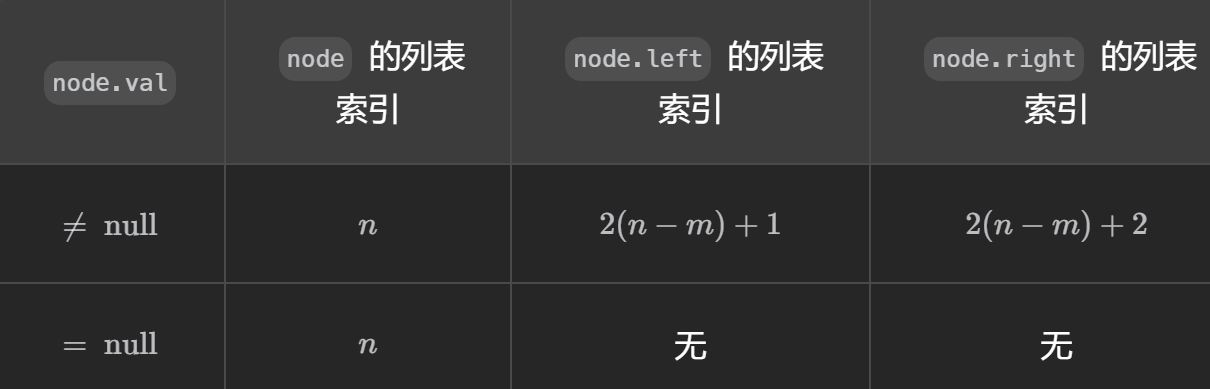 node.val
node 的列表
索引
node.left 的列表
索引
node.right 的列表
索引
≠ null
n
2(n − m) + 1
2(n − m) + 2
= null
n
无
无